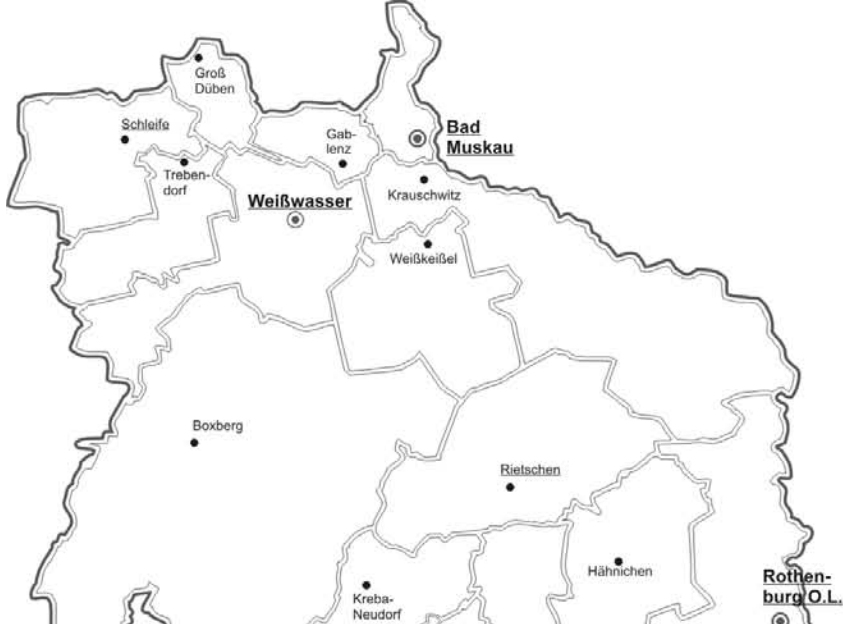 Groß
Düben
Schleife
Gab-
lenz
Bad
Muskau
Treben-
dorf
Krauschwitz
Weißwasser
Weißkeißel
Boxberg
Rietschen
Hähnichen
Kreba-
Neudorf
Rothen-
burg O.L.